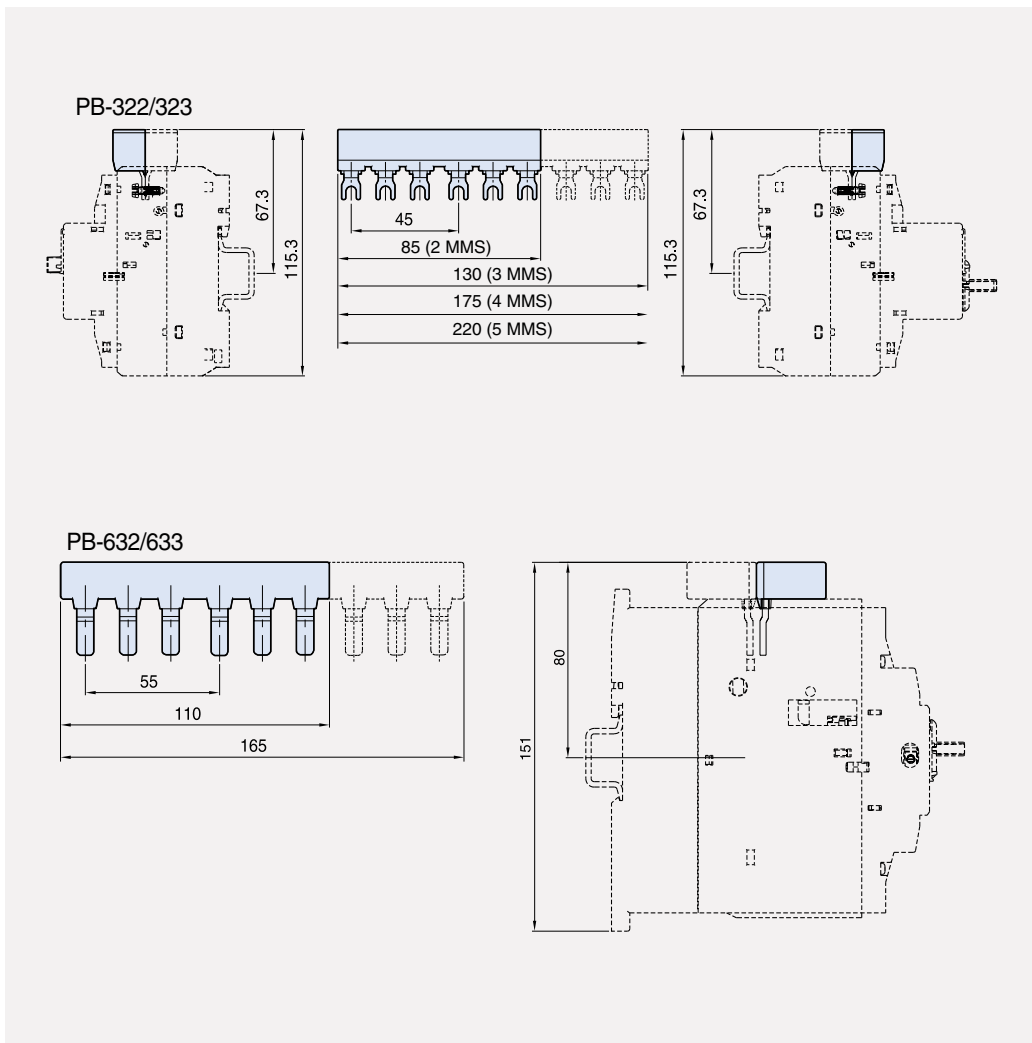 PB-322/323
67.3
115.3
45
85 (2 MMS)
130 (3 MMS)
175 (4 MMS)
220 (5 MMS)
67.3
115.3
PB-632/633
55
110
165
80
151